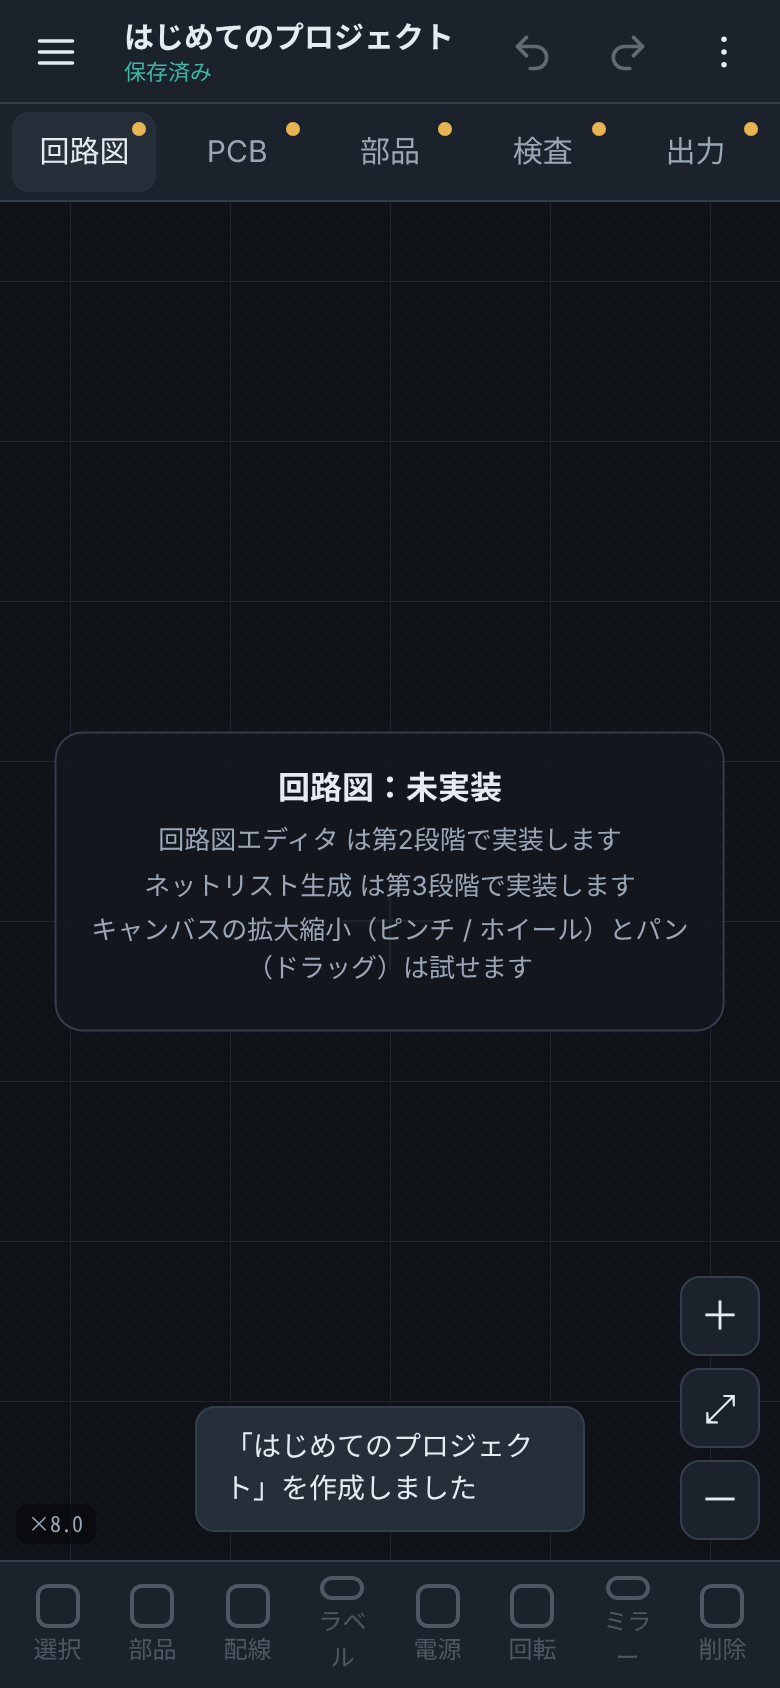 はじめてのプロジェクト
保存済み
回路図 PCB 部品 検査 出力
回路図：未実装
回路図エディタ は第2段階で実装します
ネットリスト生成 は第3段階で実装します
キャンバスの拡大縮小（ピンチ / ホイール）とパン
（ドラッグ）は試せます
「はじめてのプロジェク
ト」を作成しました
×8.0
選択 部品 配線 ラベ
ル 電源 回転 ミラ
ー 削除